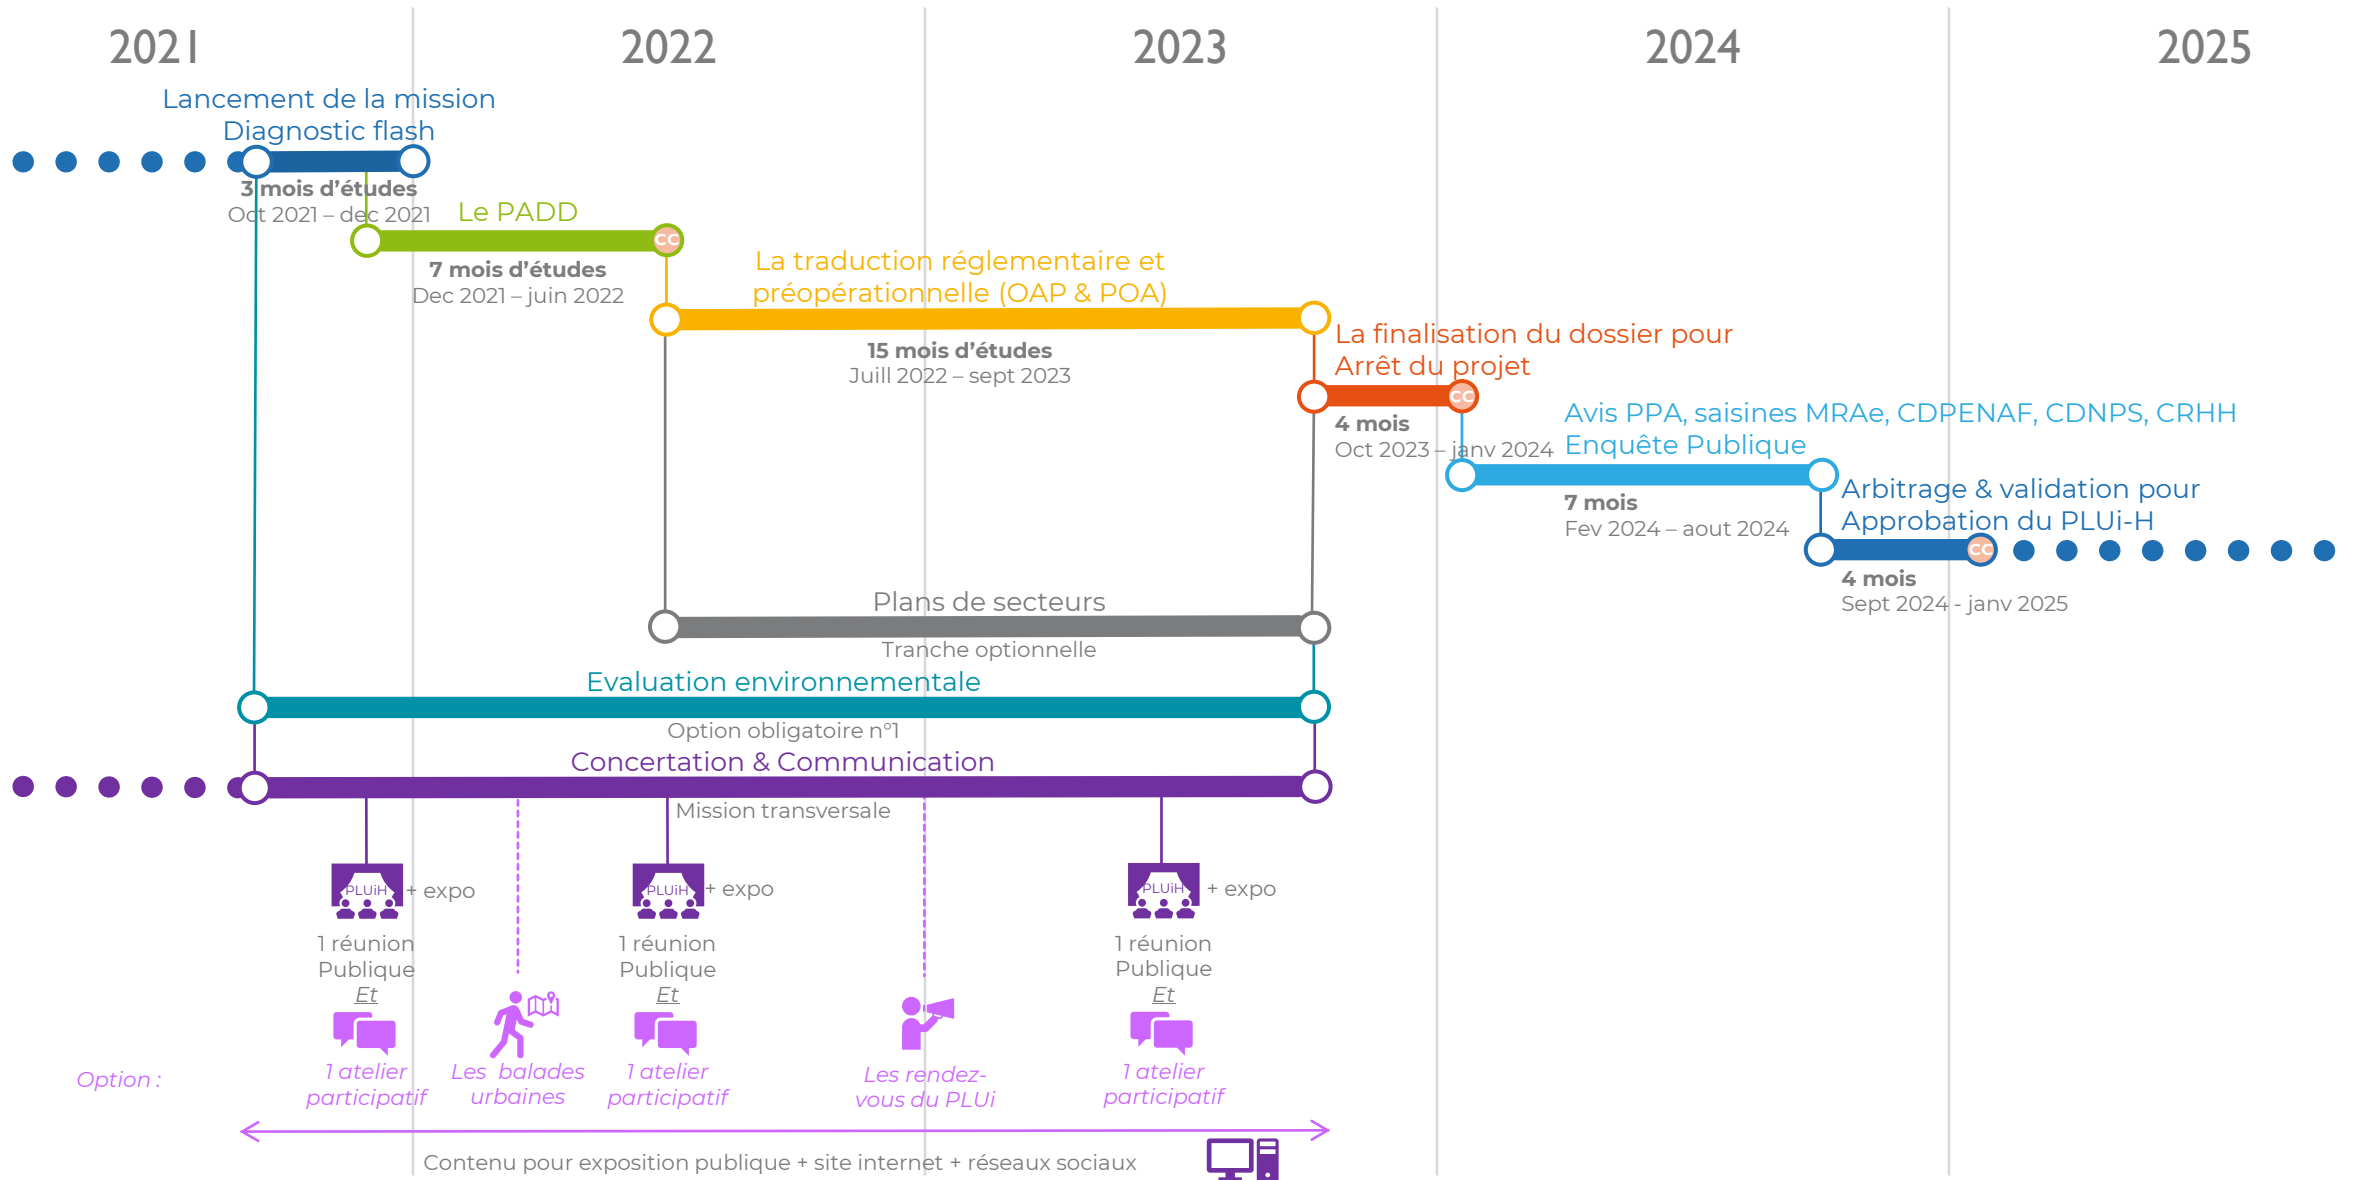 2021
2022
2023
2024
2025
Lancement de la mission
Diagnostic flash
3 mois d’études
Oct 2021 – dec 2021
Le PADD
CC
7 mois d’études
Dec 2021 – juin 2022
La traduction réglementaire et
préopérationnelle (OAP & POA)
15 mois d’études
Juill 2022 – sept 2023
La finalisation du dossier pour
Arrêt du projet
CC
4 mois
Oct 2023 – janv 2024
Avis PPA, saisines MRAe, CDPENAF, CDNPS, CRHH
Enquête Publique
7 mois
Fev 2024 – aout 2024
Arbitrage & validation pour
Approbation du PLUi-H
CC
4 mois
Sept 2024 - janv 2025
Plans de secteurs
Tranche optionnelle
Evaluation environnementale
Option obligatoire n°1
Concertation & Communication
Mission transversale
PLUiH
+ expo
1 réunion
Publique
Et
1 atelier
participatif
Les balades
urbaines
PLUiH
+ expo
1 réunion
Publique
Et
1 atelier
participatif
Les rendez-
vous du PLUi
PLUiH
+ expo
1 réunion
Publique
Et
1 atelier
participatif
Option :
Contenu pour exposition publique + site internet + réseaux sociaux